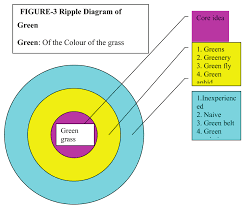 FIGURE-3 Ripple Diagram of
Green
Green: Of the Colour of the grass
Core idea
1. Greens
2. Greenery
3. Green fly
4. Green
1.Inexperienc
ed
2. Naive
3. Green belt
4. Green
Green
grass